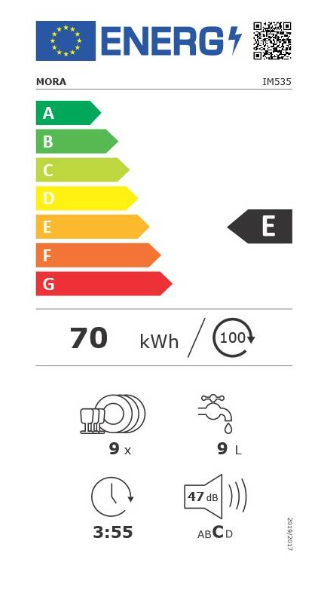 ENERG
MORA IM535
A
B
C
D
E
E
F
G
70 kWh / 100
9 x
9 L
47 dB
3:55
ABCD
2019/2017